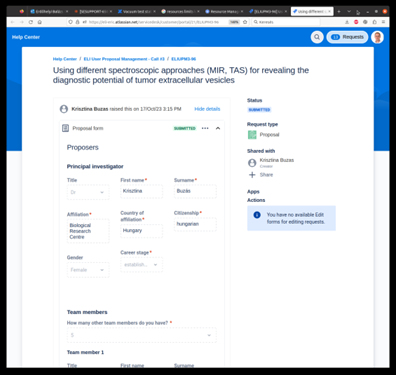 Help Center
13 Requests
Help Center / ELI User Proposal Management - Call #3 / ELIUPM3-96
Using different spectroscopic approaches (MIR, TAS) for revealing the
diagnostic potential of tumor extracellular vesicles
Krisztina Buzas raised this on 17/Oct/23 3:15 PM
Hide details
Proposal form
SUBMITTED
Proposers
Principal investigator
Title
First name *
Surname *
Dr
Krisztina
Buzás
Affiliation *
Country of
affiliation *
Citizenship *
Biological
Research
Centre
Hungary
hungarian
Gender
Career stage *
Female
establish...
Team members
How many other team members do you have? *
Team member 1
Title
First name
Surname
Status
SUBMITTED
Request type
Proposal
Shared with
Krisztina Buzas
Creator
Share
Apps
Actions
You have no available Edit
forms for editing requests.